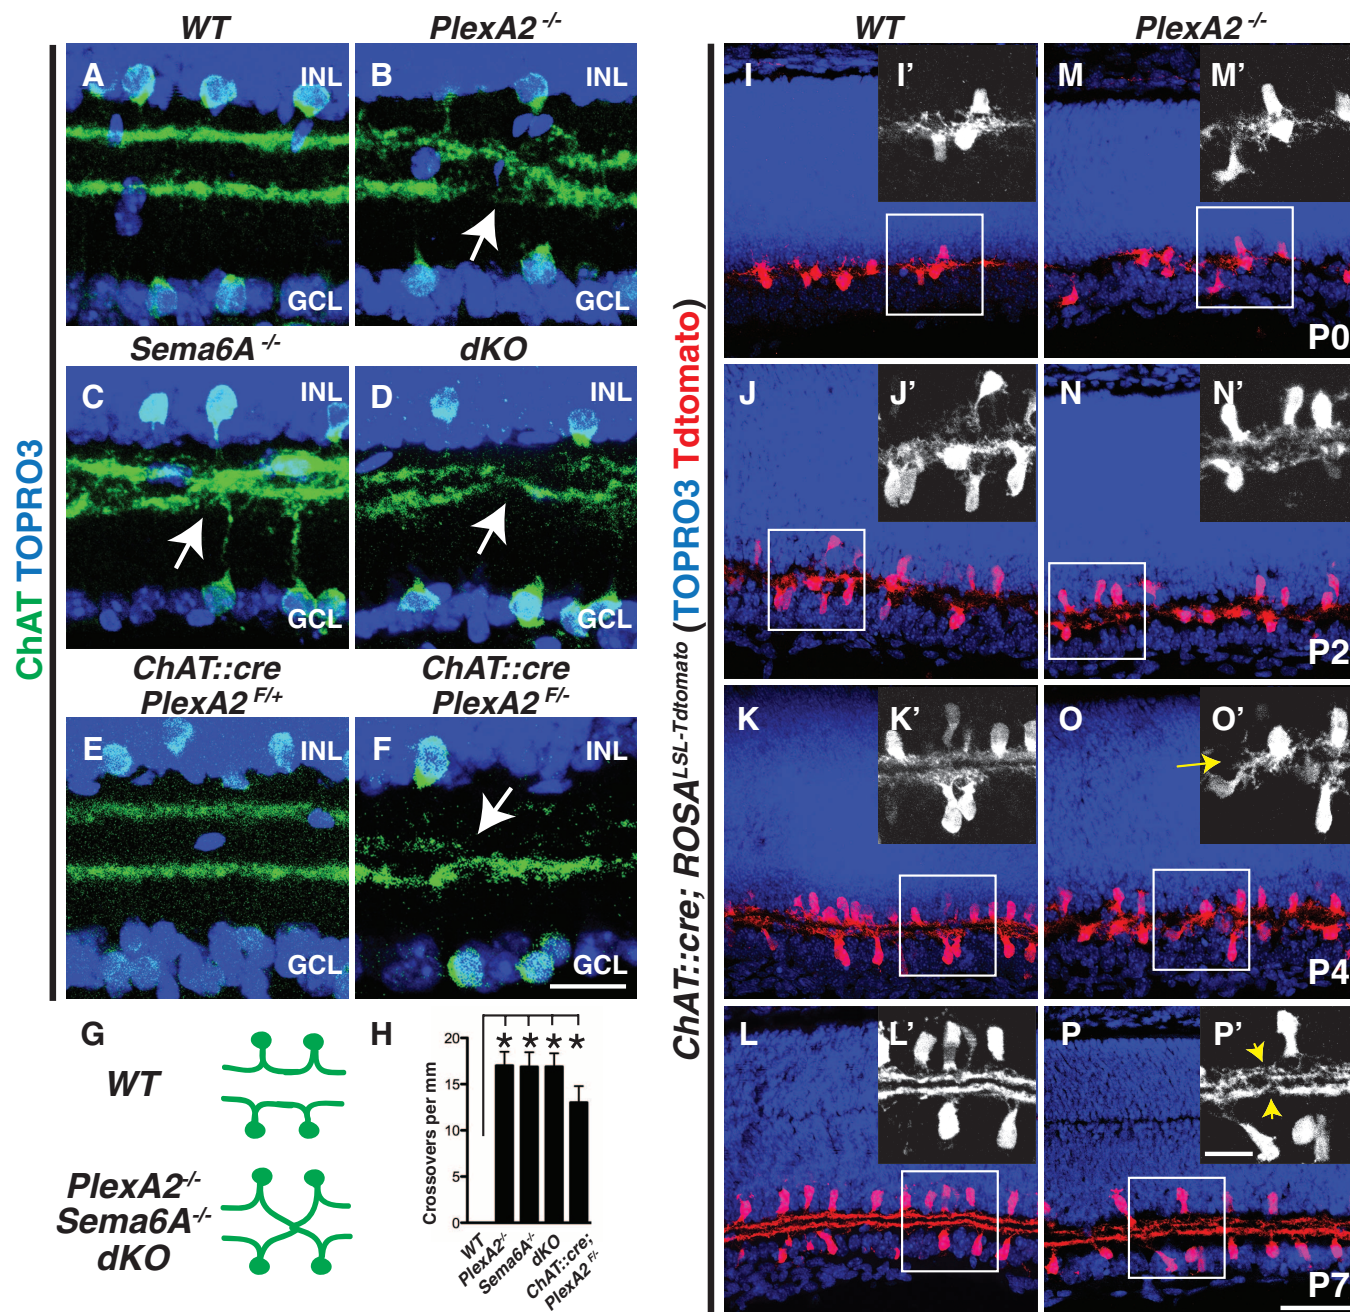 WT
PlexA2 -/-
WT
PlexA2 -/-
ChAT TOPRO3
A
INL
GCL
B
INL
GCL
Sema6A -/-
dKO
C
INL
GCL
D
INL
GCL
ChAT::cre
PlexA2 F/+
ChAT::cre
PlexA2 F/-
E
INL
GCL
F
INL
GCL
G
WT
PlexA2-/-
Sema6A-/-
dKO
H
Crossovers per mm
20
15
10
5
0
* * * *
WT
PlexA2-/-
Sema6A-/-
dKO
ChAT::cre;
PlexA2 F/-
ChAT::cre; ROSA LSL-Tdtomato (TOPRO3 Tdtomato)
I
I'
M
M'
P0
J
J'
N
N'
P2
K
K'
O
O'
P4
L
L'
P
P'
P7